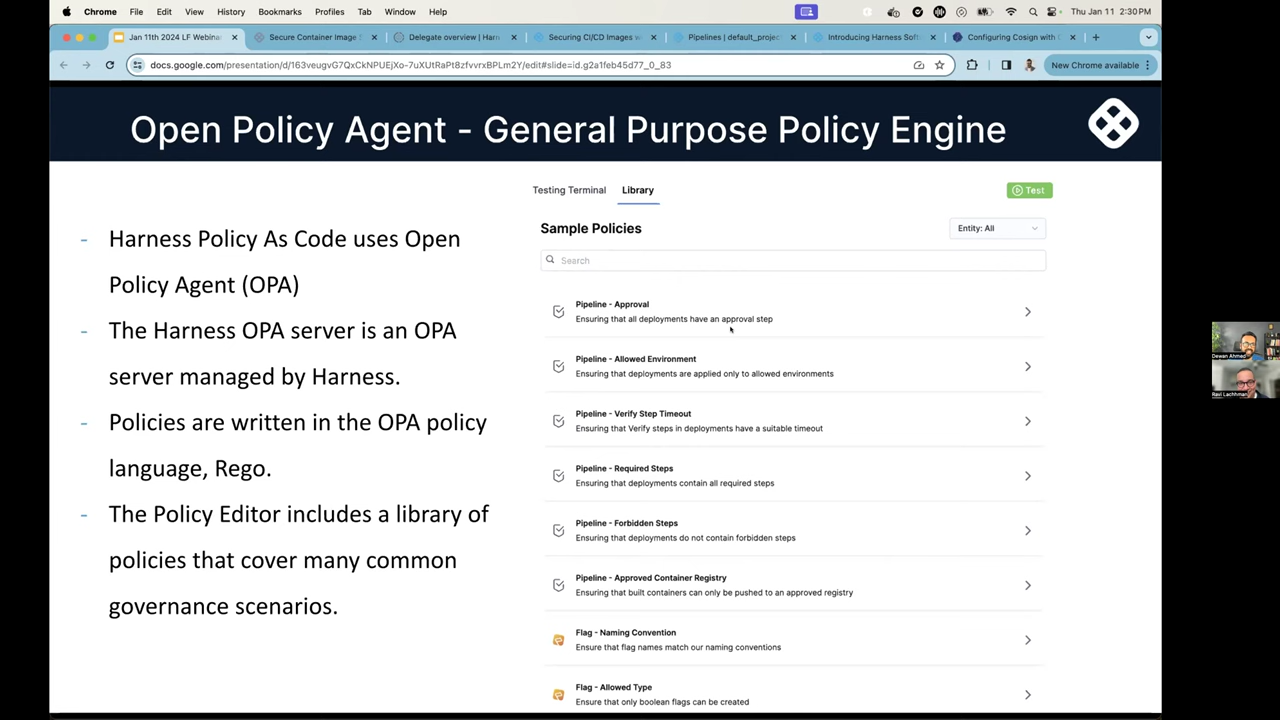 Chrome File Edit View History Bookmarks Profiles Tab Window Help Thu Jan 11 2:30 PM
Jan 11th 2024 LF Webina Secure Container Image S Delegate overview | Harn Securing CI/CD Images w Pipelines | default_projec Introducing Harness Soft Configuring Cosign with
docs.google.com/presentation/d/163veugvG7QxCkNPUEjXo-7uXUtRaPt8zfvvrxBPLm2Y/edit#slide=id.g2a1feb45d77_0_83 New Chrome available
Open Policy Agent - General Purpose Policy Engine
- Harness Policy As Code uses Open
Policy Agent (OPA)
- The Harness OPA server is an OPA
server managed by Harness.
- Policies are written in the OPA policy
language, Rego.
- The Policy Editor includes a library of
policies that cover many common
governance scenarios.
Testing Terminal Library Test
Sample Policies Entity: All
Search
Pipeline - Approval
Ensuring that all deployments have an approval step
Pipeline - Allowed Environment
Ensuring that deployments are applied only to allowed environments
Pipeline - Verify Step Timeout
Ensuring that Verify steps in deployments have a suitable timeout
Pipeline - Required Steps
Ensuring that deployments contain all required steps
Pipeline - Forbidden Steps
Ensuring that deployments do not contain forbidden steps
Pipeline - Approved Container Registry
Ensuring that built containers can only be pushed to an approved registry
Flag - Naming Convention
Ensure that flag names match our naming conventions
Flag - Allowed Type
Ensure that only boolean flags can be created
Dewan Ahmed
Ravi Lachhman